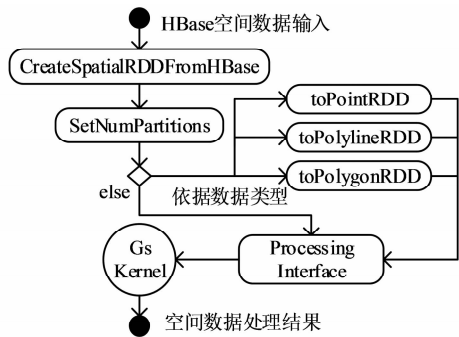 HBase空间数据输入
CreateSpatialRDDFromHBase
SetNumPartitions
toPointRDD
toPolylineRDD
toPolygonRDD
else
依据数据类型
Gs
Kernel
Processing
Interface
空间数据处理结果